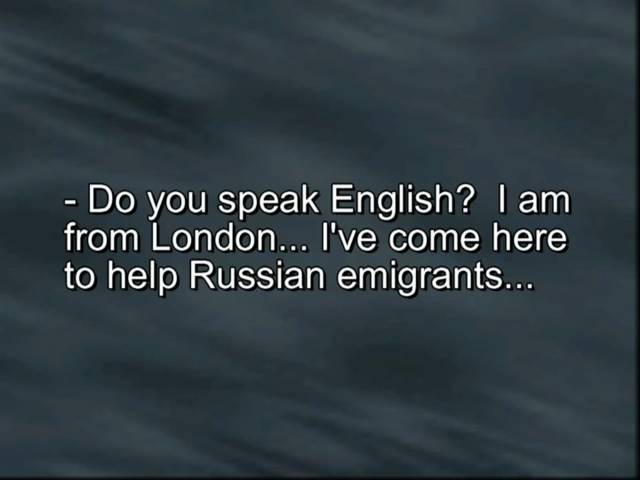 - Do you speak English?  I am
from London... I've come here
to help Russian emigrants...